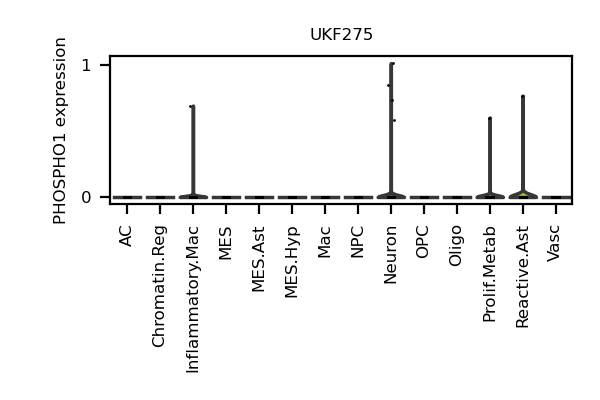 UKF275
PHOSPHO1 expression
1
0
AC
Chromatin.Reg
Inflammatory.Mac
MES
MES.Ast
MES.Hyp
Mac
NPC
Neuron
OPC
Oligo
Prolif.Metab
Reactive.Ast
Vasc